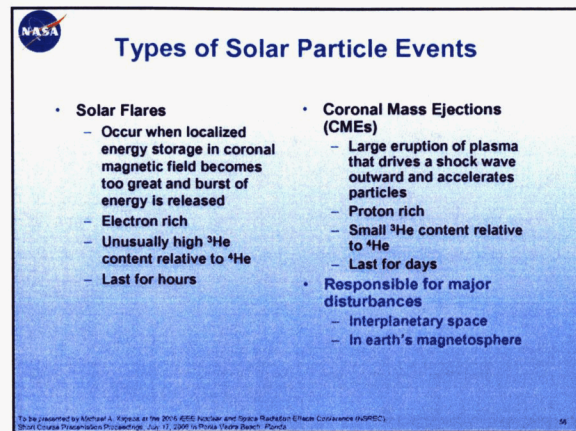 NASA
Types of Solar Particle Events
• Solar Flares
– Occur when localized
energy storage in coronal
magnetic field becomes
too great and burst of
energy is released
– Electron rich
– Unusually high ³He
content relative to ⁴He
– Last for hours
• Coronal Mass Ejections
(CMEs)
– Large eruption of plasma
that drives a shock wave
outward and accelerates
particles
– Proton rich
– Small ³He content relative
to ⁴He
– Last for days
• Responsible for major
disturbances
– Interplanetary space
– In earth's magnetosphere
To be presented by Michael A. Xapsos at the 2006 IEEE Nuclear and Space Radiation Effects Conference (NSREC)
Short Course Presentation Proceedings, July 17, 2006 in Ponte Vedra Beach, Florida